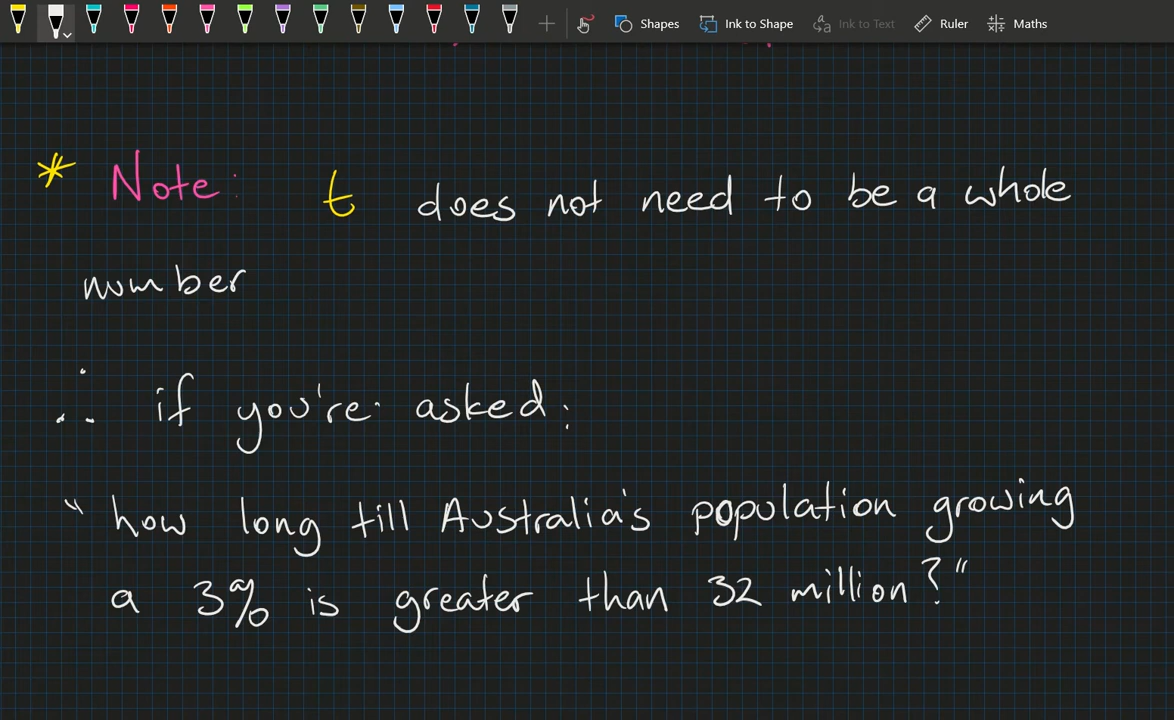 Shapes Ink to Shape Ink to Text Ruler Maths
* Note: t does not need to be a whole
number
∴ if you're asked:
"how long till Australia's population growing
a 3% is greater than 32 million?"